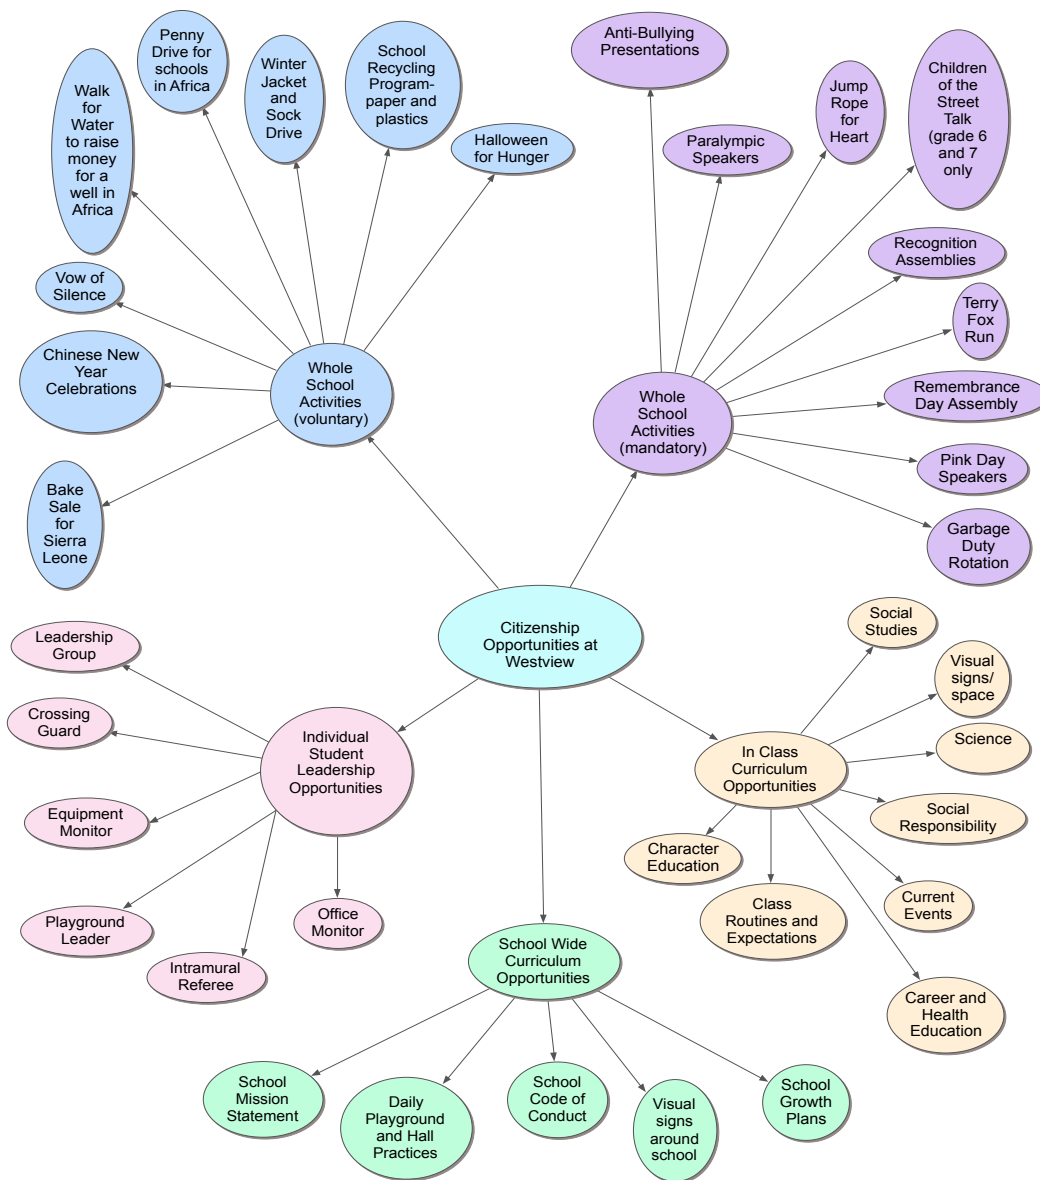 Penny
Drive for
schools
in Africa
Walk
for
Water
to raise
money
for a
well in
Africa
Winter
Jacket
and
Sock
Drive
School
Recycling
Program-
paper and
plastics
Halloween
for Hunger
Vow of
Silence
Chinese New
Year
Celebrations
Whole
School
Activities
(voluntary)
Bake
Sale
for
Sierra
Leone
Anti-Bullying
Presentations
Paralympic
Speakers
Jump
Rope
for
Heart
Children
of the
Street
Talk
(grade 6
and 7
only
Recognition
Assemblies
Terry
Fox
Run
Whole
School
Activities
(mandatory)
Remembrance
Day Assembly
Pink Day
Speakers
Garbage
Duty
Rotation
Citizenship
Opportunities at
Westview
Leadership
Group
Crossing
Guard
Individual
Student
Leadership
Opportunities
Equipment
Monitor
Playground
Leader
Intramural
Referee
Office
Monitor
Social
Studies
Visual
signs/
space
Science
In Class
Curriculum
Opportunities
Social
Responsibility
Character
Education
Class
Routines and
Expectations
Current
Events
Career and
Health
Education
School Wide
Curriculum
Opportunities
School
Mission
Statement
Daily
Playground
and Hall
Practices
School
Code of
Conduct
Visual
signs
around
school
School
Growth
Plans